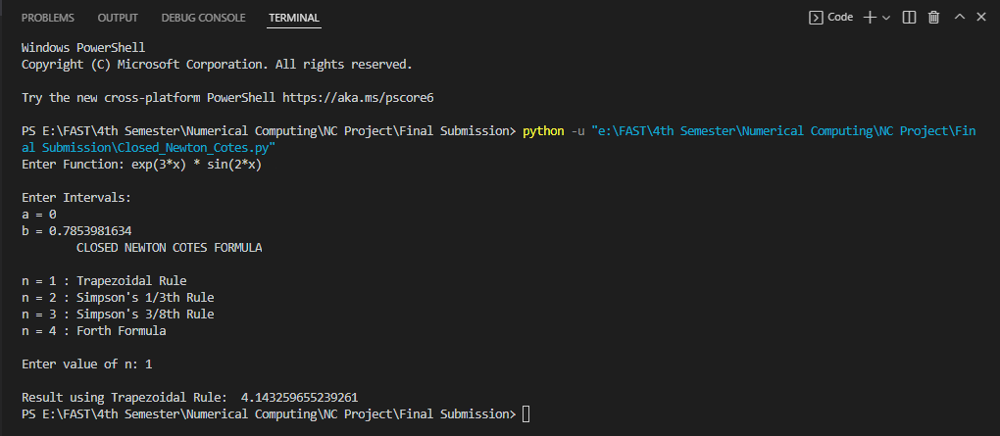 PROBLEMS OUTPUT DEBUG CONSOLE TERMINAL Code
Windows PowerShell
Copyright (C) Microsoft Corporation. All rights reserved.
Try the new cross-platform PowerShell https://aka.ms/pscore6
PS E:\FAST\4th Semester\Numerical Computing\NC Project\Final Submission> python -u "e:\FAST\4th Semester\Numerical Computing\NC Project\Fin
al Submission\Closed_Newton_Cotes.py"
Enter Function: exp(3*x) * sin(2*x)
Enter Intervals:
a = 0
b = 0.7853981634
CLOSED NEWTON COTES FORMULA
n = 1 : Trapezoidal Rule
n = 2 : Simpson's 1/3th Rule
n = 3 : Simpson's 3/8th Rule
n = 4 : Forth Formula
Enter value of n: 1
Result using Trapezoidal Rule:  4.143259655239261
PS E:\FAST\4th Semester\Numerical Computing\NC Project\Final Submission>